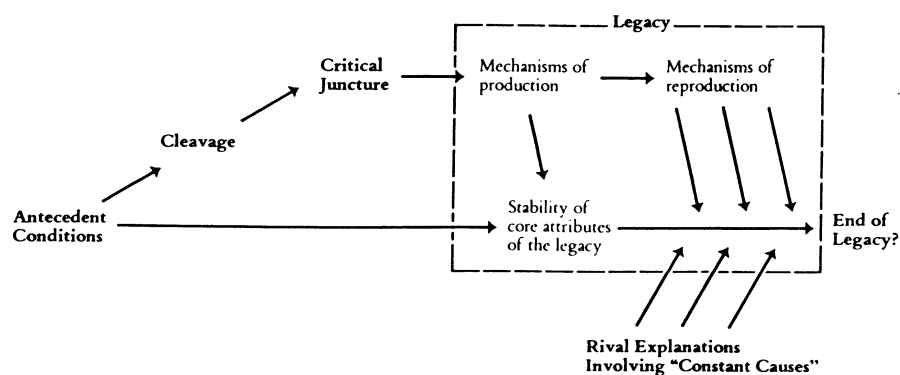 Legacy
Critical
Juncture
Mechanisms of
production
Mechanisms of
reproduction
Cleavage
Antecedent
Conditions
Stability of
core attributes
of the legacy
End of
Legacy?
Rival Explanations
Involving “Constant Causes”